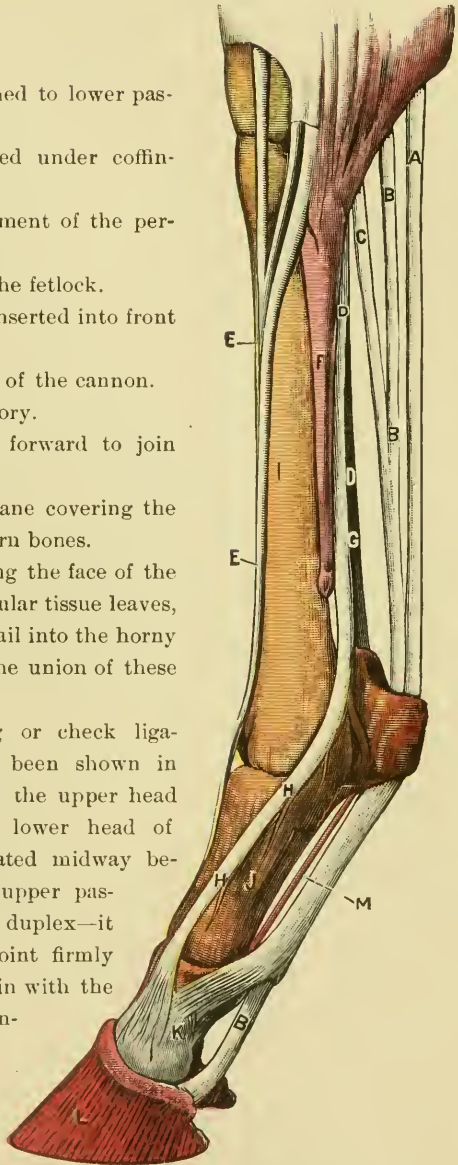 ned to lower pas-
ed under coffin-
ment of the per-
he fetlock.
nserted into front
of the cannon.
ory.
forward to join
ane covering the
rn bones.
ng the face of the
ular tissue leaves,
ail into the horny
he union of these
g or check liga-
been shown in
the upper head
lower head of
ated midway be-
upper pas-
duplex—it
oint firmly
in with the
n-
A
B
C
D
E
F
B
I
D
G
E
H
H
J
M
B
K
L